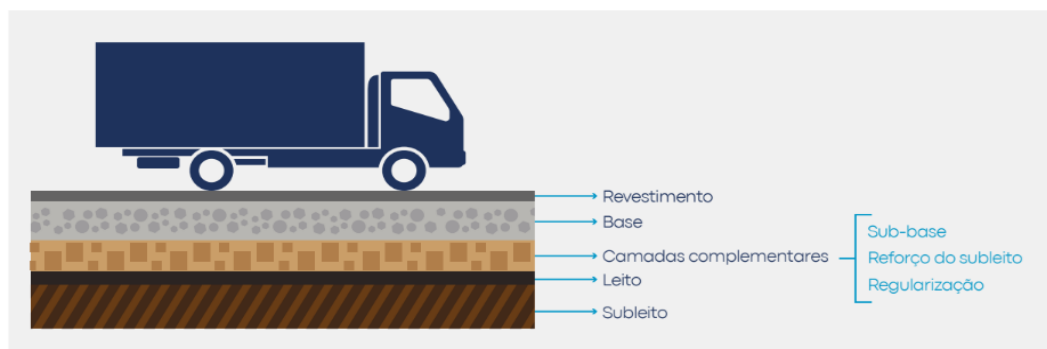 Revestimento
Base
Camadas complementares
Sub-base
Reforço do subleito
Regularização
Leito
Subleito